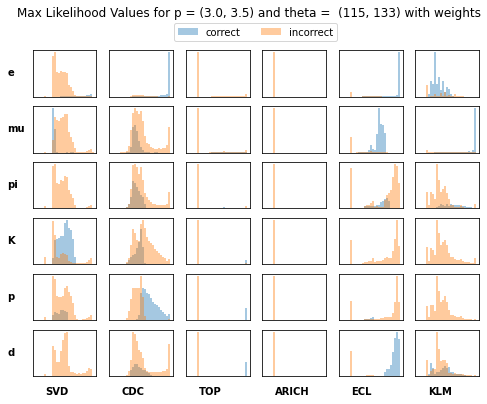 Max Likelihood Values for p = (3.0, 3.5) and theta =  (115, 133) with weights
correct
incorrect
e
mu
pi
K
p
d
SVD
CDC
TOP
ARICH
ECL
KLM